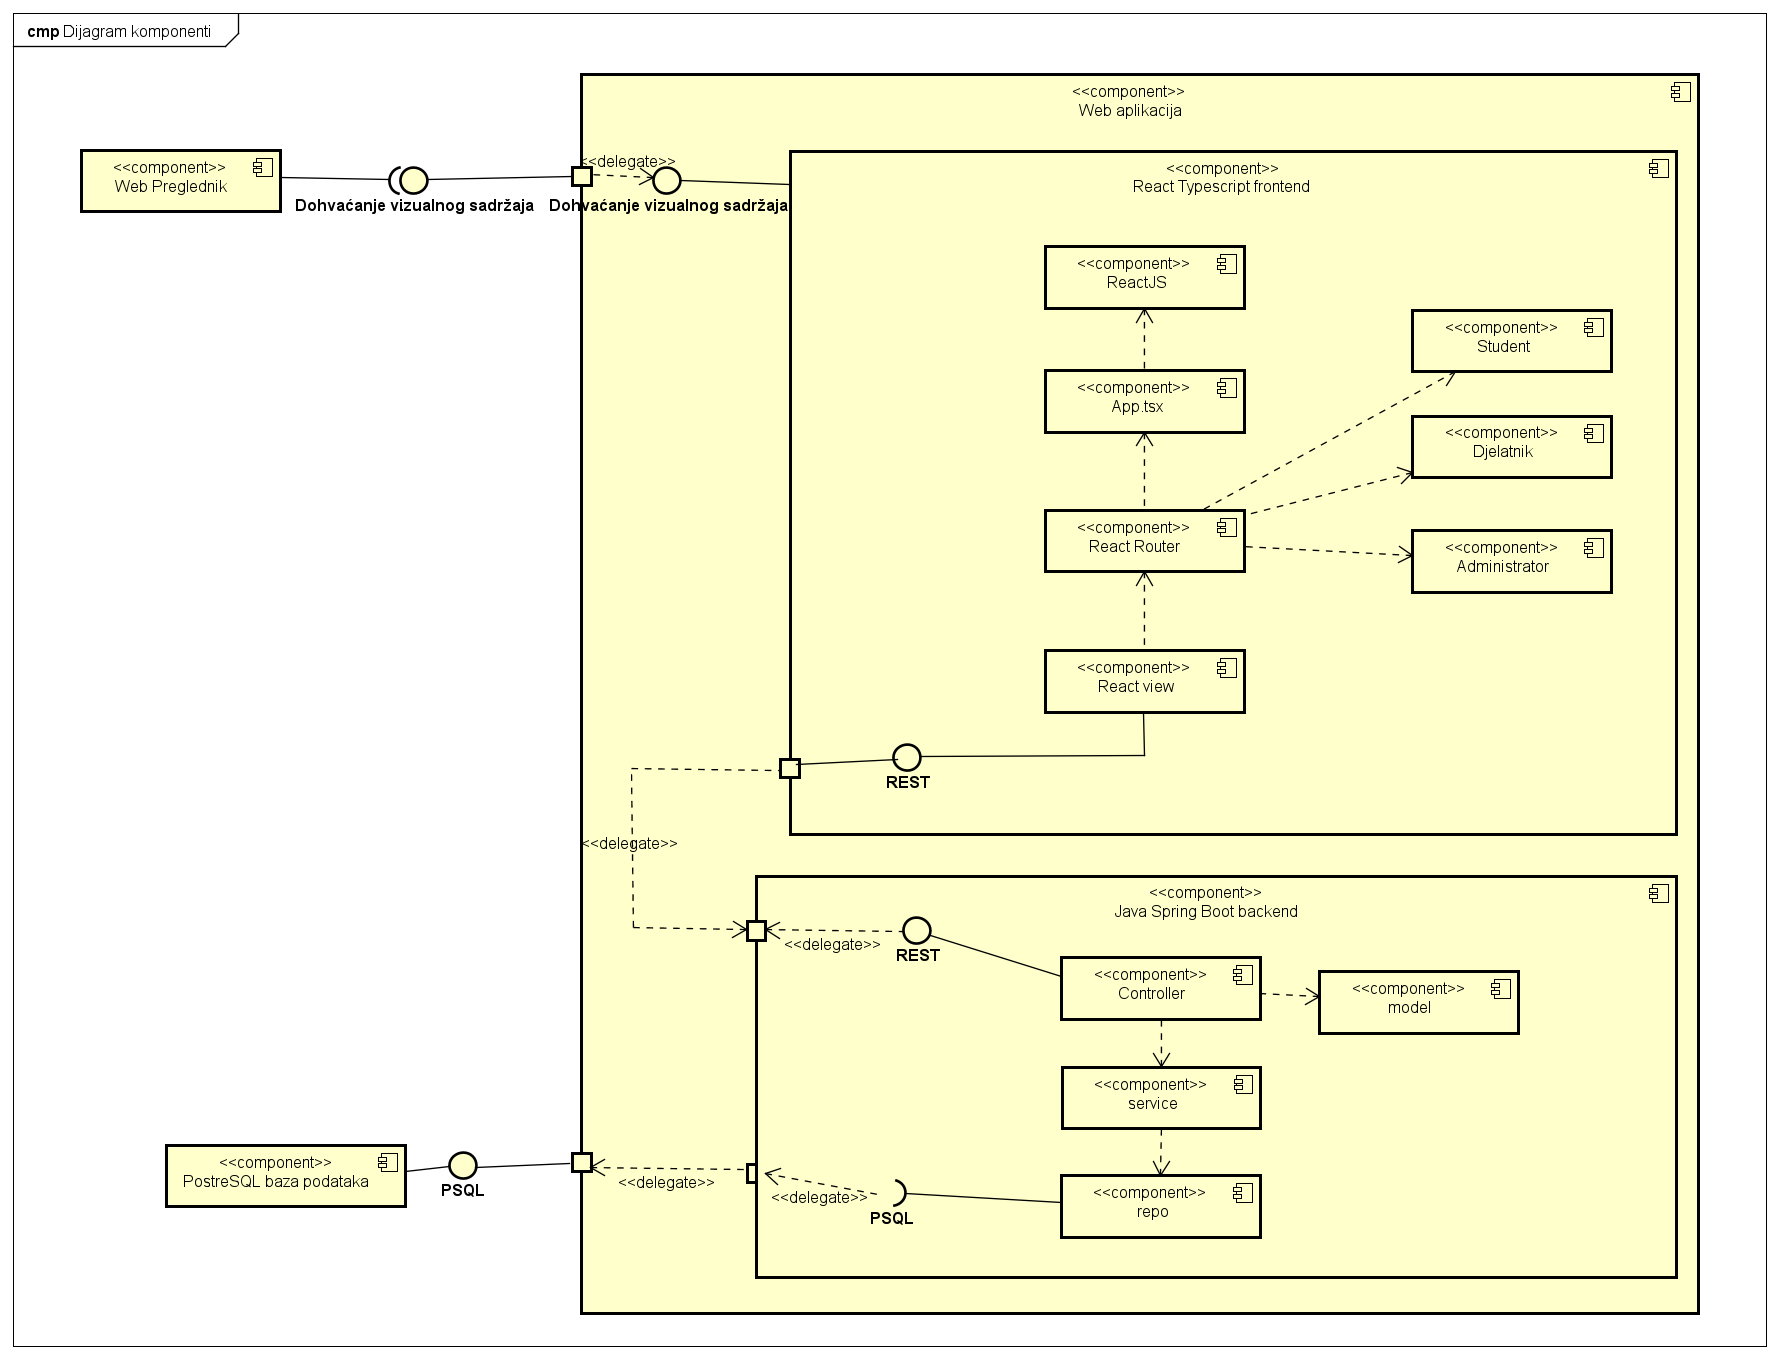 cmp Dijagram komponenti
<<component>>
Web aplikacija
<<component>>
Web Preglednik
Dohvaćanje vizualnog sadržaja
<<delegate>>
Dohvaćanje vizualnog sadržaja
<<component>>
React Typescript frontend
<<component>>
ReactJS
<<component>>
App.tsx
<<component>>
React Router
<<component>>
React view
<<component>>
Student
<<component>>
Djelatnik
<<component>>
Administrator
REST
<<delegate>>
<<component>>
Java Spring Boot backend
<<delegate>>
REST
<<component>>
Controller
<<component>>
model
<<component>>
service
<<component>>
repo
<<component>>
PostreSQL baza podataka
PSQL
<<delegate>>
<<delegate>>
PSQL